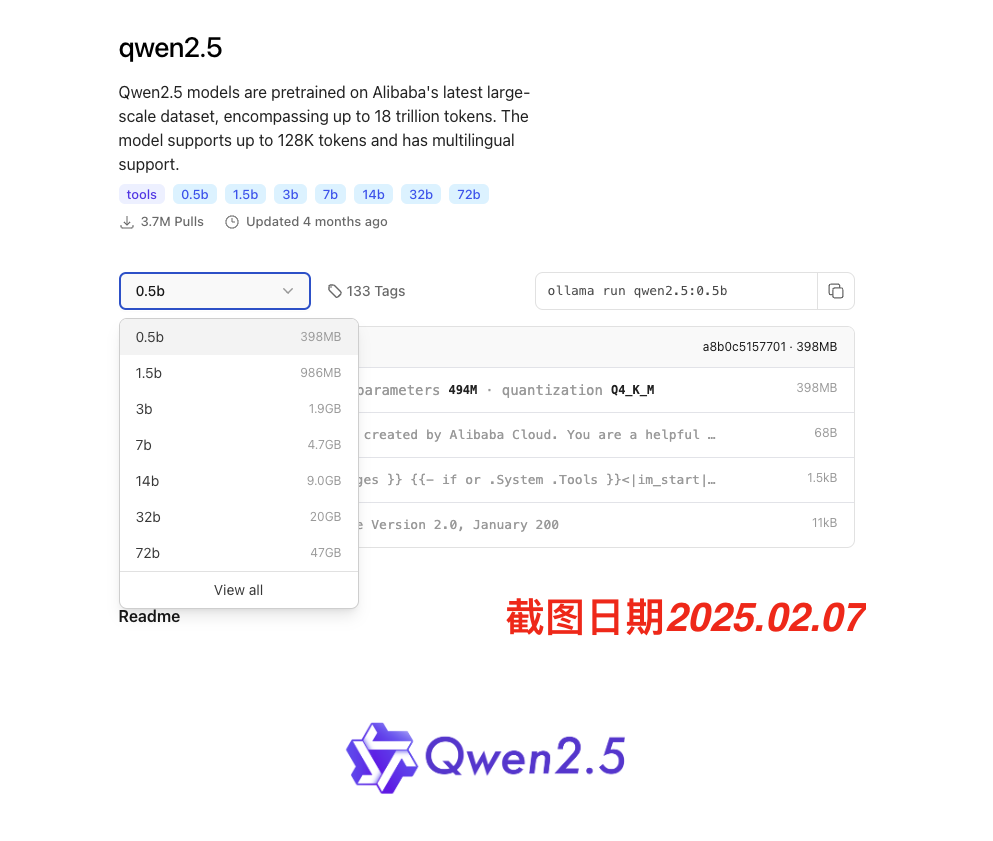 qwen2.5
Qwen2.5 models are pretrained on Alibaba's latest large-
scale dataset, encompassing up to 18 trillion tokens. The
model supports up to 128K tokens and has multilingual
support.
tools 0.5b 1.5b 3b 7b 14b 32b 72b
3.7M Pulls Updated 4 months ago
0.5b 133 Tags ollama run qwen2.5:0.5b
a8b0c5157701 · 398MB
0.5b 398MB
1.5b 986MB
3b 1.9GB
7b 4.7GB
14b 9.0GB
32b 20GB
72b 47GB
View all
parameters 494M · quantization Q4_K_M 398MB
created by Alibaba Cloud. You are a helpful … 68B
ges }} {{- if or .System .Tools }}<|im_start|… 1.5kB
e Version 2.0, January 200 11kB
Readme
截图日期2025.02.07
Qwen2.5